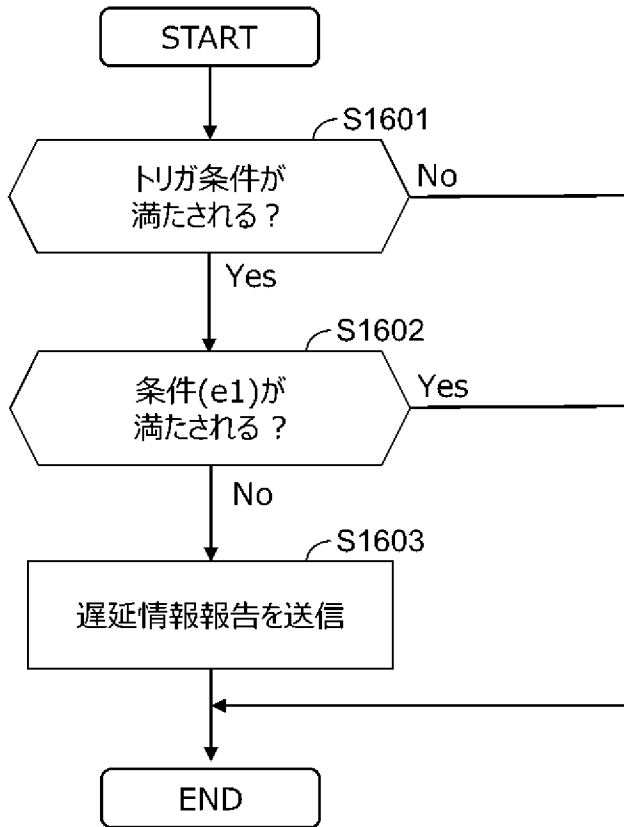 START
S1601
トリガ条件が
満たされる？
No
Yes
S1602
条件(e1)が
満たされる？
Yes
No
S1603
遅延情報報告を送信
END